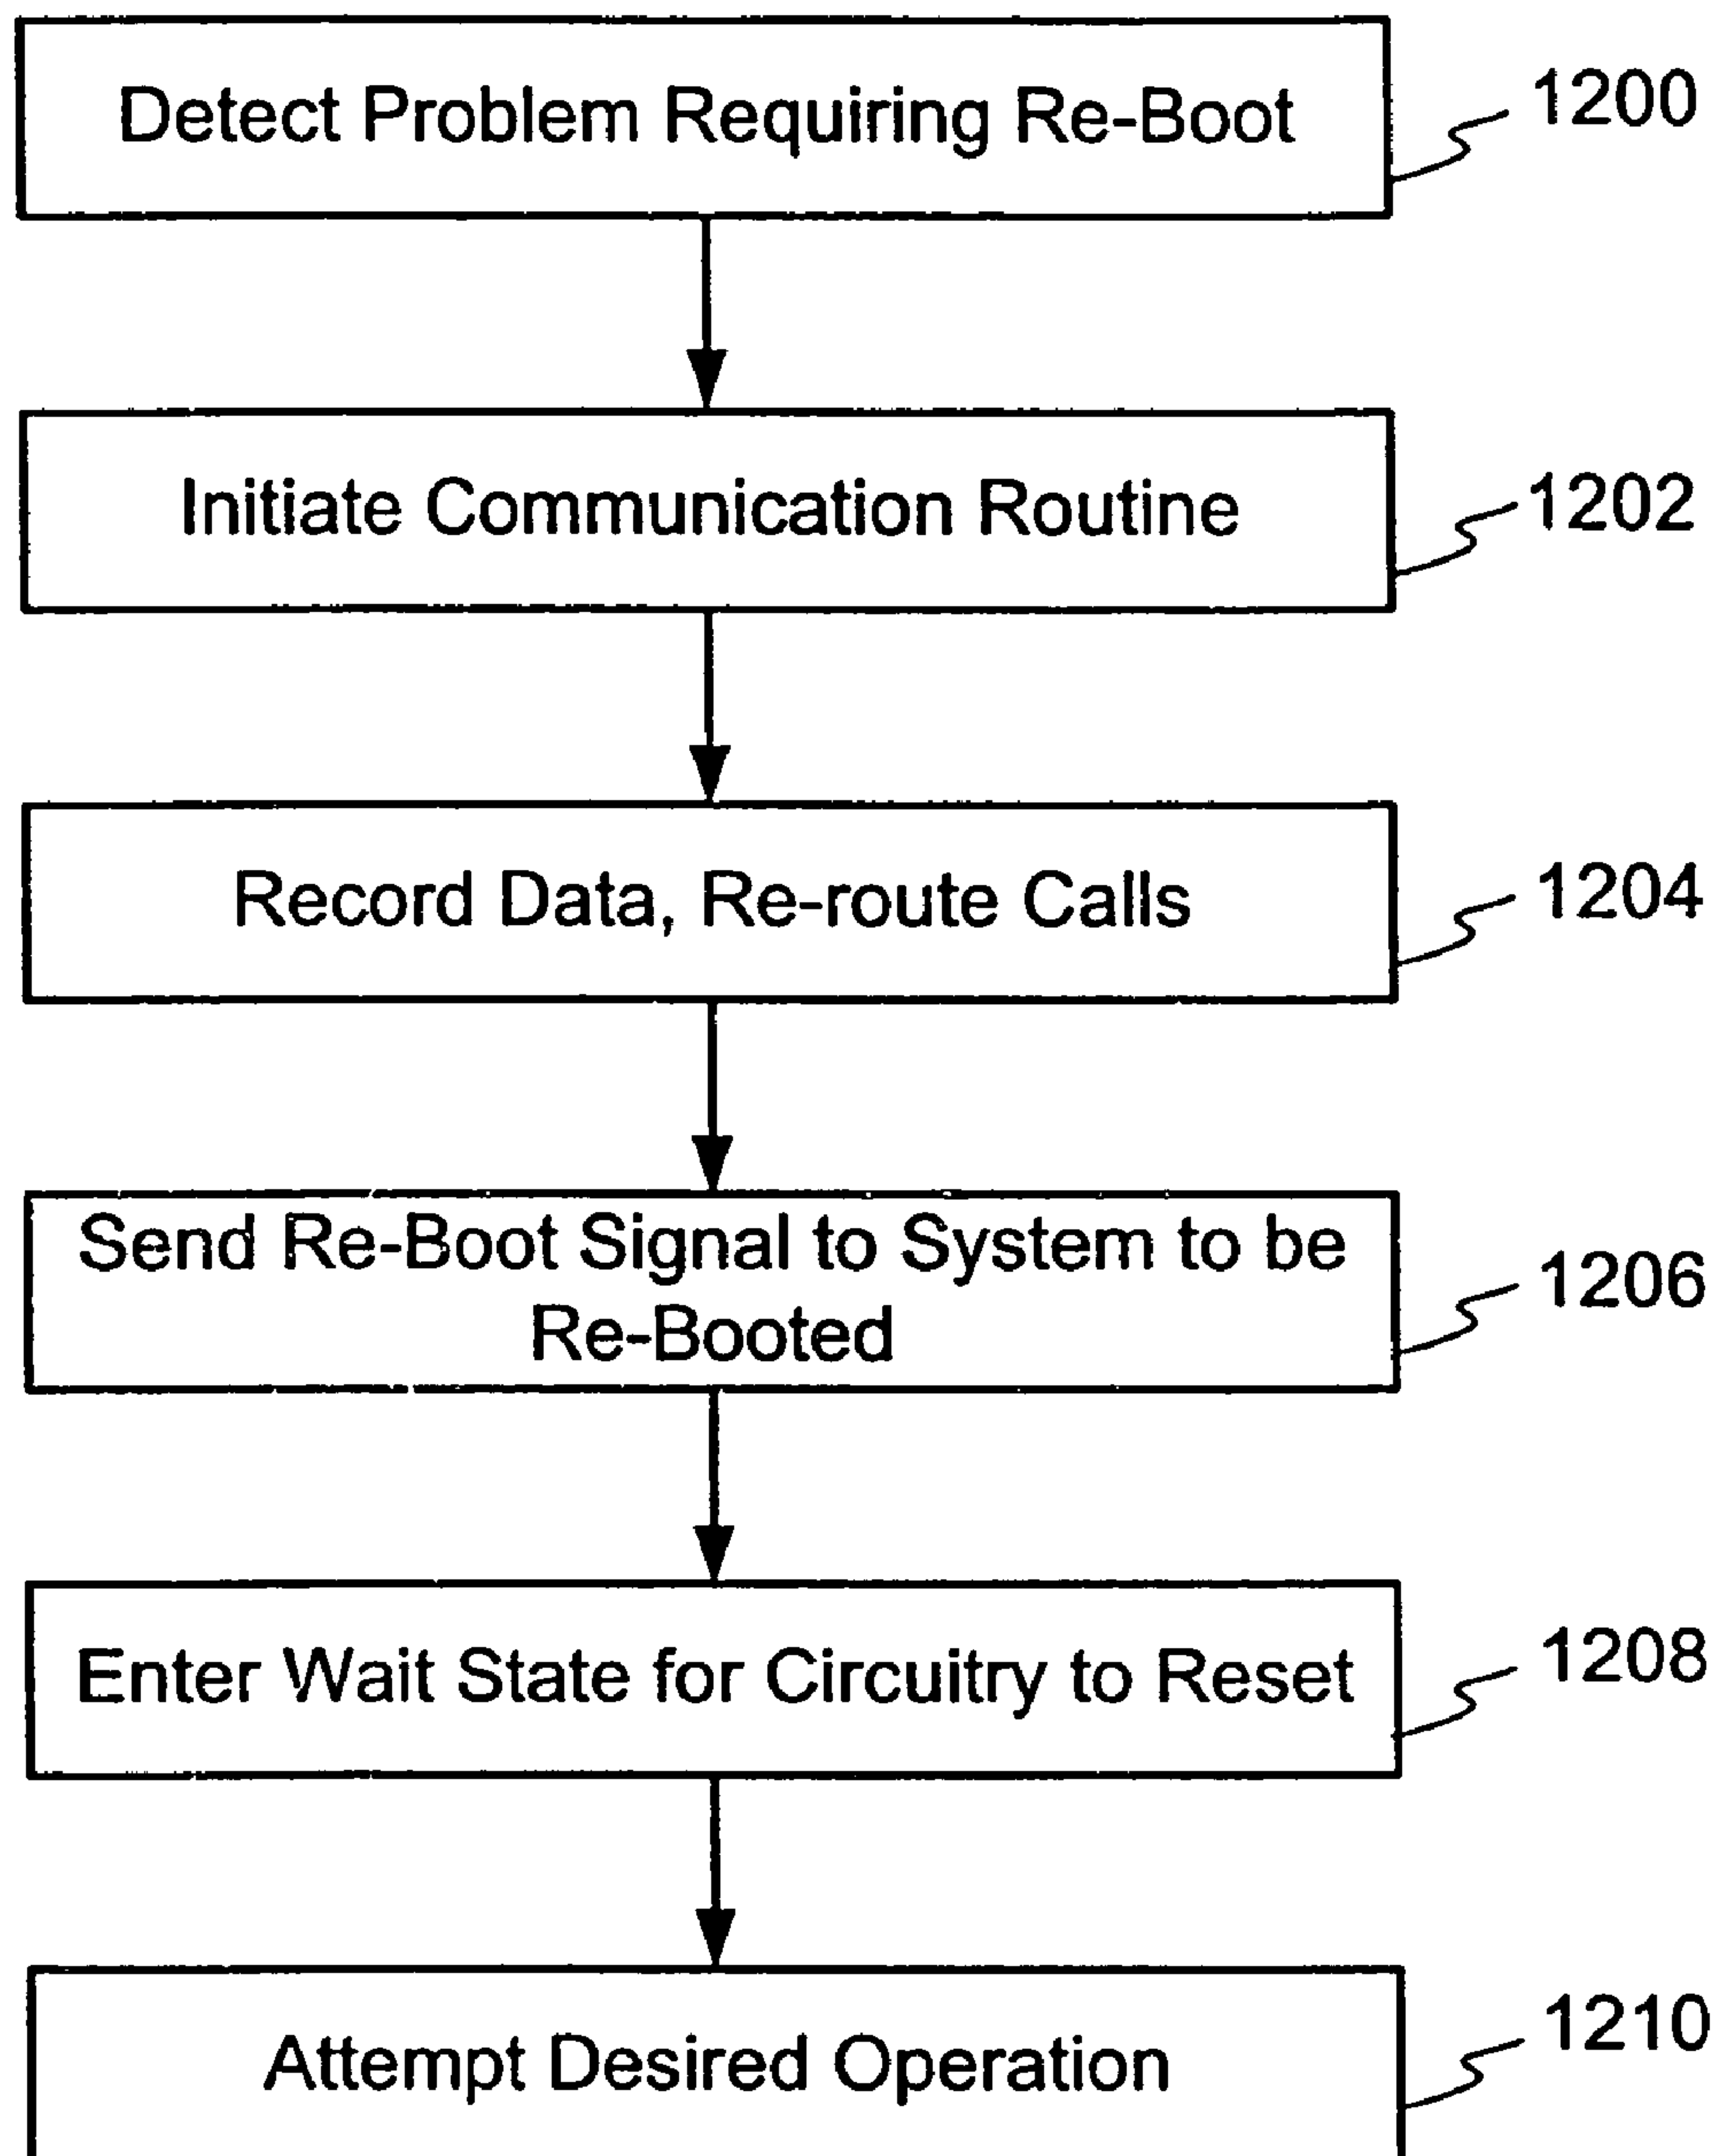 Detect Problem Requiring Re-Boot
1200
Initiate Communication Routine
1202
Record Data, Re-route Calls
1204
Send Re-Boot Signal to System to be
Re-Booted
1206
Enter Wait State for Circuitry to Reset
1208
Attempt Desired Operation
1210